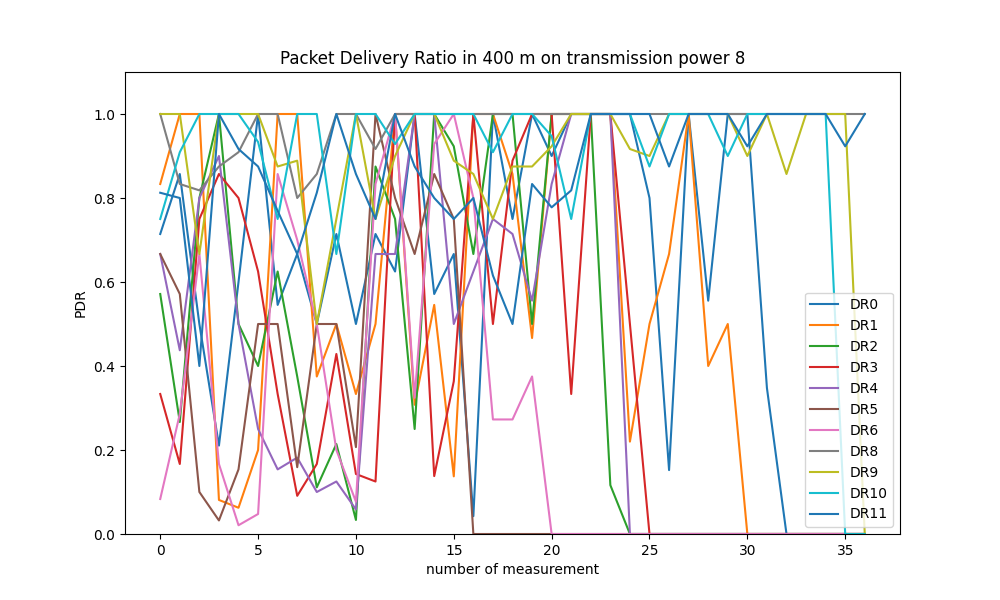 Packet Delivery Ratio in 400 m on transmission power 8
PDR
1.0
0.8
0.6
0.4
0.2
0.0
0 5 10 15 20 25 30 35
number of measurement
DR0
DR1
DR2
DR3
DR4
DR5
DR6
DR8
DR9
DR10
DR11